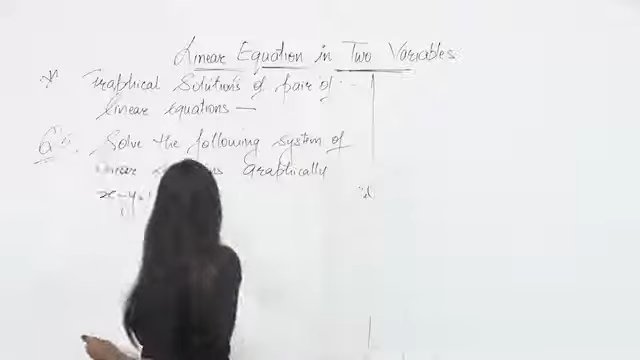 Linear Equation in Two Variables
* Graphical Solutions of pair of
linear equations —
Solve the following system of
Graphically
x - y =